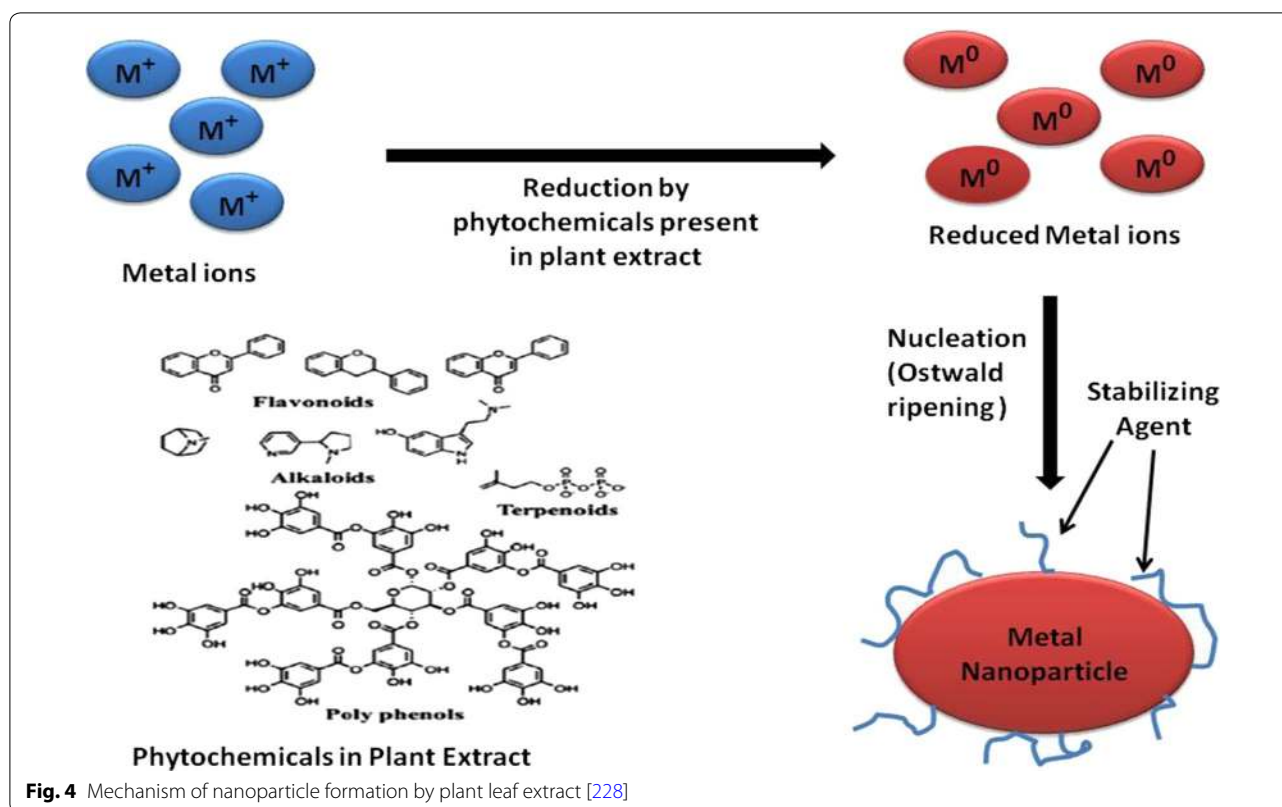 M⁺
M⁺
M⁺
M⁺
M⁺
Metal ions
Reduction by
phytochemicals present
in plant extract
M⁰
M⁰
M⁰
M⁰
M⁰
Reduced Metal ions
Nucleation
(Ostwald
ripening )
Stabilizing
Agent
Metal
Nanoparticle
Flavonoids
Alkaloids
Terpenoids
Poly phenols
Phytochemicals in Plant Extract
Fig. 4 Mechanism of nanoparticle formation by plant leaf extract [228]